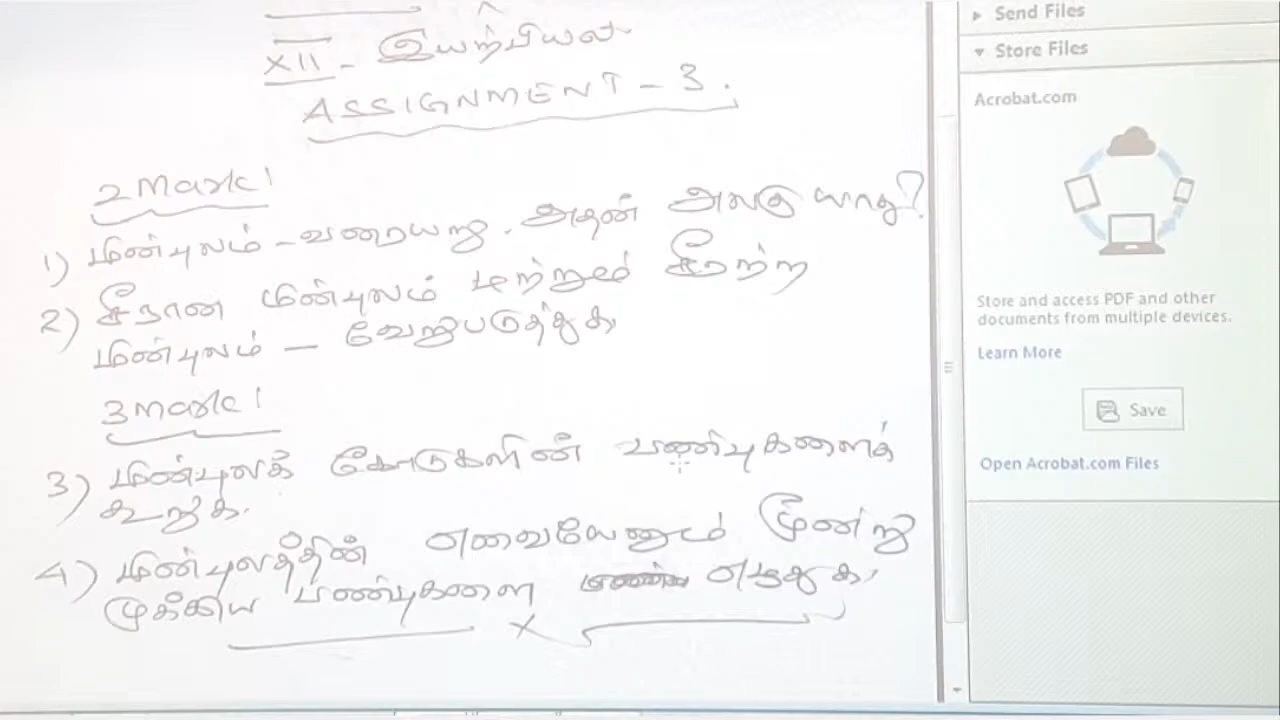 XII - இயற்பியல்
ASSIGNMENT - 3.
2 Mark
1) மின்புலம் - வரையறு. அதன் அலகு யாது?
2) சீரான மின்புலம் மற்றும் சீரற்ற
மின்புலம் – வேறுபடுத்துக.
3 mark
3) மின்புலக் கோடுகளின் பண்புகளைக்
கூறுக.
4) மின்புலத்தின் எவையேனும் மூன்று
முக்கிய பண்புகளை எழுதுக.
Send Files
Store Files
Acrobat.com
Store and access PDF and other
documents from multiple devices.
Learn More
Save
Open Acrobat.com Files